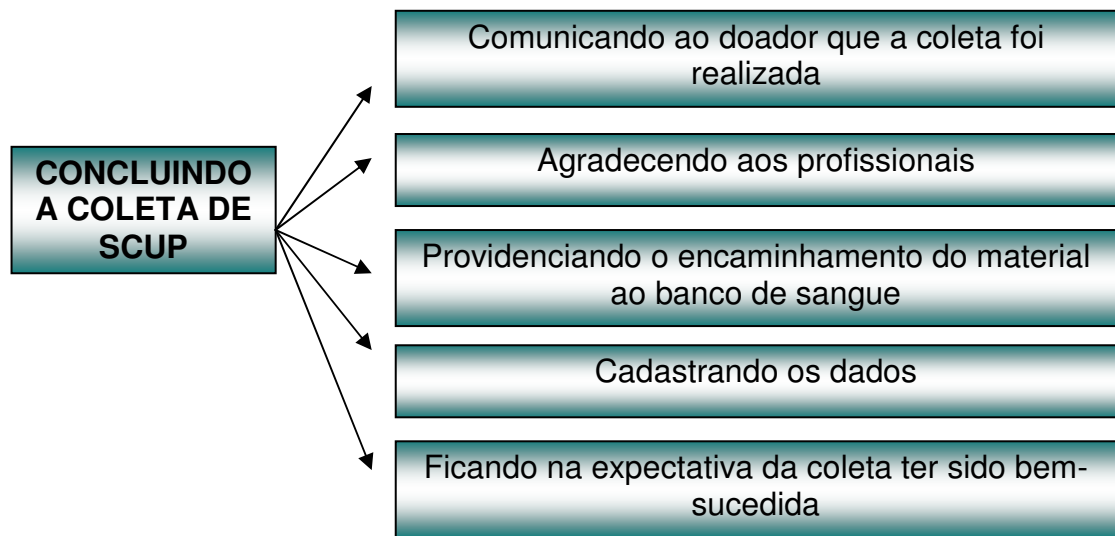 CONCLUINDO
A COLETA DE
SCUP
Comunicando ao doador que a coleta foi
realizada
Agradecendo aos profissionais
Providenciando o encaminhamento do material
ao banco de sangue
Cadastrando os dados
Ficando na expectativa da coleta ter sido bem-
sucedida